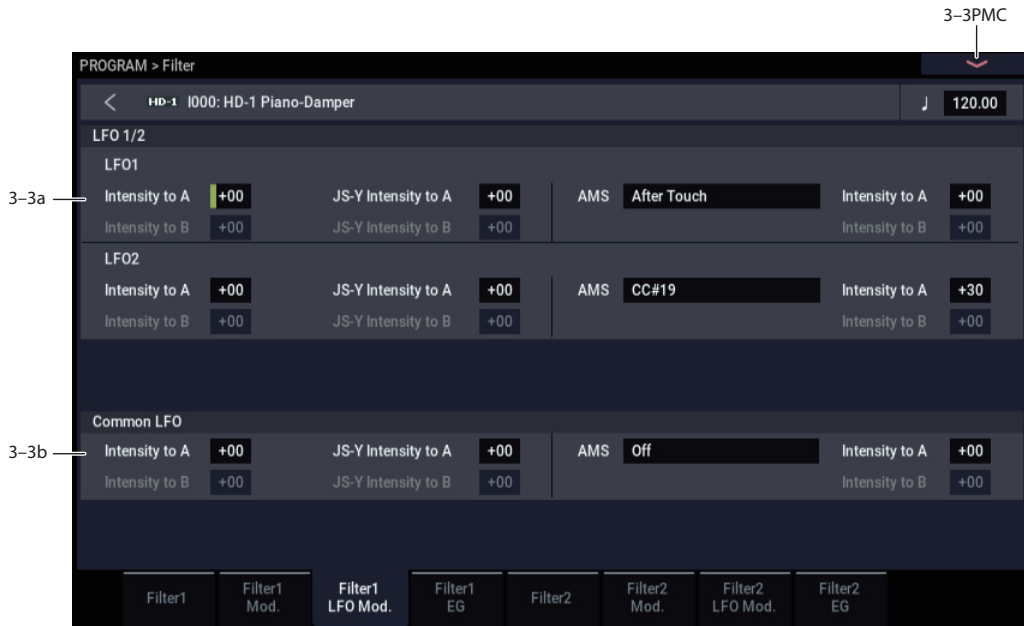 3–3PMC
PROGRAM > Filter
HD-1 I000: HD-1 Piano-Damper ♩ 120.00
LFO 1/2
LFO1
3–3a Intensity to A +00 JS-Y Intensity to A +00 AMS After Touch Intensity to A +00
Intensity to B +00 JS-Y Intensity to B +00 Intensity to B +00
LFO2
Intensity to A +00 JS-Y Intensity to A +00 AMS CC#19 Intensity to A +30
Intensity to B +00 JS-Y Intensity to B +00 Intensity to B +00
Common LFO
3–3b Intensity to A +00 JS-Y Intensity to A +00 AMS Off Intensity to A +00
Intensity to B +00 JS-Y Intensity to B +00 Intensity to B +00
Filter1
Filter1
Mod.
Filter1
LFO Mod.
Filter1
EG
Filter2
Filter2
Mod.
Filter2
LFO Mod.
Filter2
EG